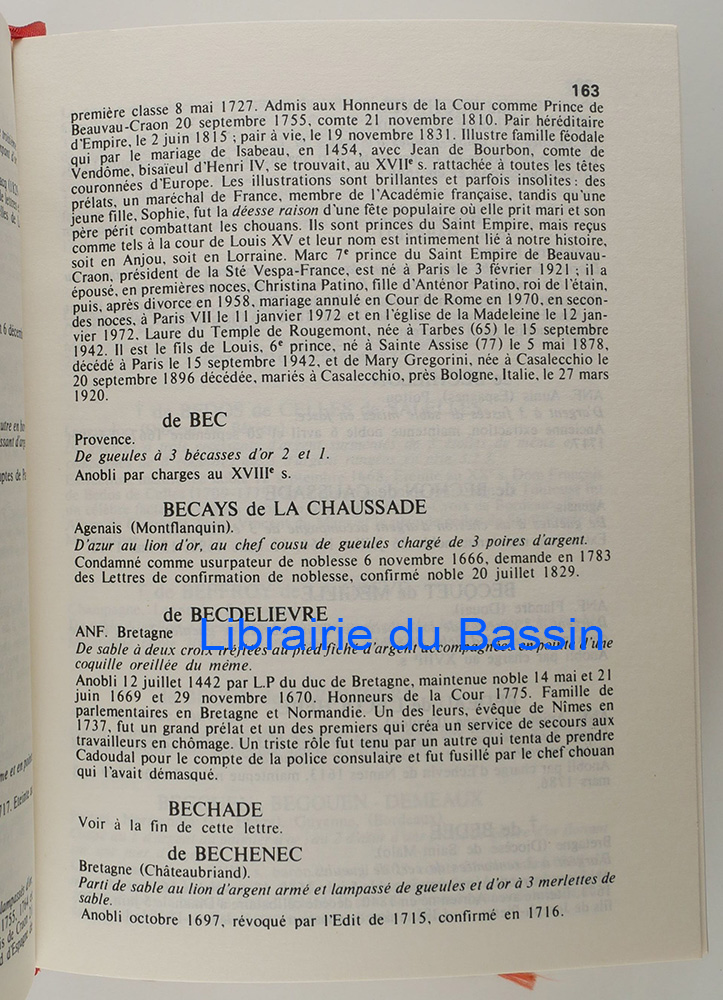 163
première classe 8 mai 1727. Admis aux Honneurs de la Cour comme Prince de
Beauvau-Craon 20 septembre 1755, comte 21 novembre 1810. Pair héréditaire
d'Empire, le 2 juin 1815 ; pair à vie, le 19 novembre 1831. Illustre famille féodale
qui par le mariage de Isabeau, en 1454, avec Jean de Bourbon, comte de
Vendôme, bisaïeul d'Henri IV, se trouvait, au XVIIe s. rattachée à toutes les têtes
couronnées d'Europe. Les illustrations sont brillantes et parfois insolites : des
prélats, un maréchal de France, membre de l'Académie française, tandis qu'une
jeune fille, Sophie, fut la déesse raison d'une fête populaire où elle prit mari et son
père périt combattant les chouans. Ils sont princes du Saint Empire, mais reçus
comme tels à la cour de Louis XV et leur nom est intimement lié à notre histoire,
soit en Anjou, soit en Lorraine. Marc 7e prince du Saint Empire de Beauvau-
Craon, président de la Sté Vespa-France, est né à Paris le 3 février 1921 ; il a
épousé, en premières noces, Christina Patino, fille d'Anténor Patino, roi de l'étain,
puis, après divorce en 1958, mariage annulé en Cour de Rome en 1970, en secon-
des noces, à Paris VII le 11 janvier 1972 et en l'église de la Madeleine le 12 jan-
vier 1972, Laure du Temple de Rougemont, née à Tarbes (65) le 15 septembre
1942. Il est le fils de Louis, 6e prince, né à Sainte Assise (77) le 5 mai 1878,
décédé à Paris le 15 septembre 1942, et de Mary Gregorini, née à Casalecchio le
20 septembre 1896 décédée, mariés à Casalecchio, près Bologne, Italie, le 27 mars
1920.
de BEC
Provence.
De gueules à 3 bécasses d'or 2 et 1.
Anobli par charges au XVIIIe s.
BECAYS de LA CHAUSSADE
Agenais (Montflanquin).
D'azur au lion d'or, au chef cousu de gueules chargé de 3 poires d'argent.
Condamné comme usurpateur de noblesse 6 novembre 1666, demande en 1783
des Lettres de confirmation de noblesse, confirmé noble 20 juillet 1829.
de BECDELIEVRE
ANF. Bretagne
Librairie du Bassin
De sable à deux croix tréflées au pied fiché d'argent accompagnées en pointe d'une
coquille oreillée du même.
Anobli 12 juillet 1442 par L.P du duc de Bretagne, maintenue noble 14 mai et 21
juin 1669 et 29 novembre 1670. Honneurs de la Cour 1775. Famille de
parlementaires en Bretagne et Normandie. Un des leurs, évêque de Nîmes en
1737, fut un grand prélat et un des premiers qui créa un service de secours aux
travailleurs en chômage. Un triste rôle fut tenu par un autre qui tenta de prendre
Cadoudal pour le compte de la police consulaire et fut fusillé par le chef chouan
qui l'avait démasqué.
BECHADE
Voir à la fin de cette lettre.
de BECHENEC
Bretagne (Châteaubriand).
Parti de sable au lion d'argent armé et lampassé de gueules et d'or à 3 merlettes de
sable.
Anobli octobre 1697, révoqué par l'Edit de 1715, confirmé en 1716.